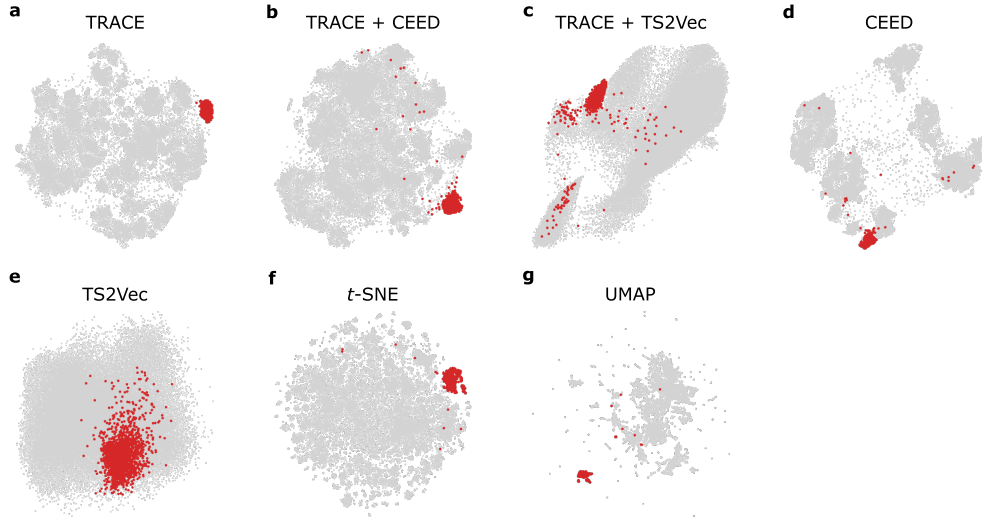 a
TRACE
b
TRACE + CEED
c
TRACE + TS2Vec
d
CEED
e
TS2Vec
f
t-SNE
g
UMAP